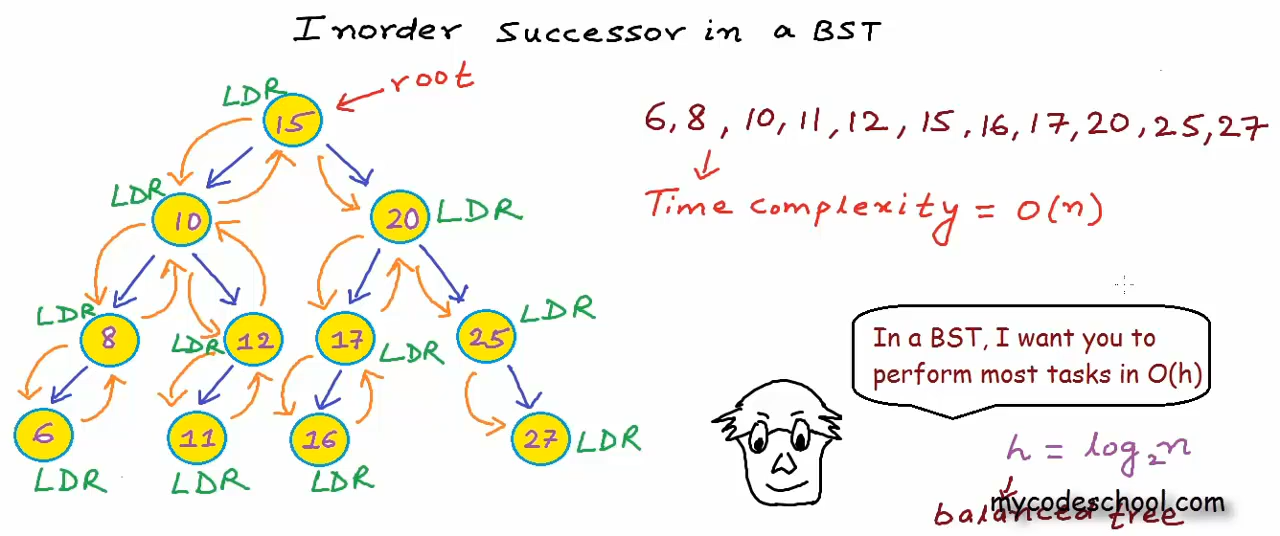 Inorder Successor in a BST
LDR
root
15
6, 8, 10, 11, 12, 15, 16, 17, 20, 25, 27
Time complexity = O(n)
LDR
10
20
LDR
LDR
8
LDR
12
17
LDR
25
LDR
In a BST, I want you to
perform most tasks in O(h)
6
LDR
11
LDR
16
LDR
27
LDR
h = log₂n
balanced tree
mycodeschool.com